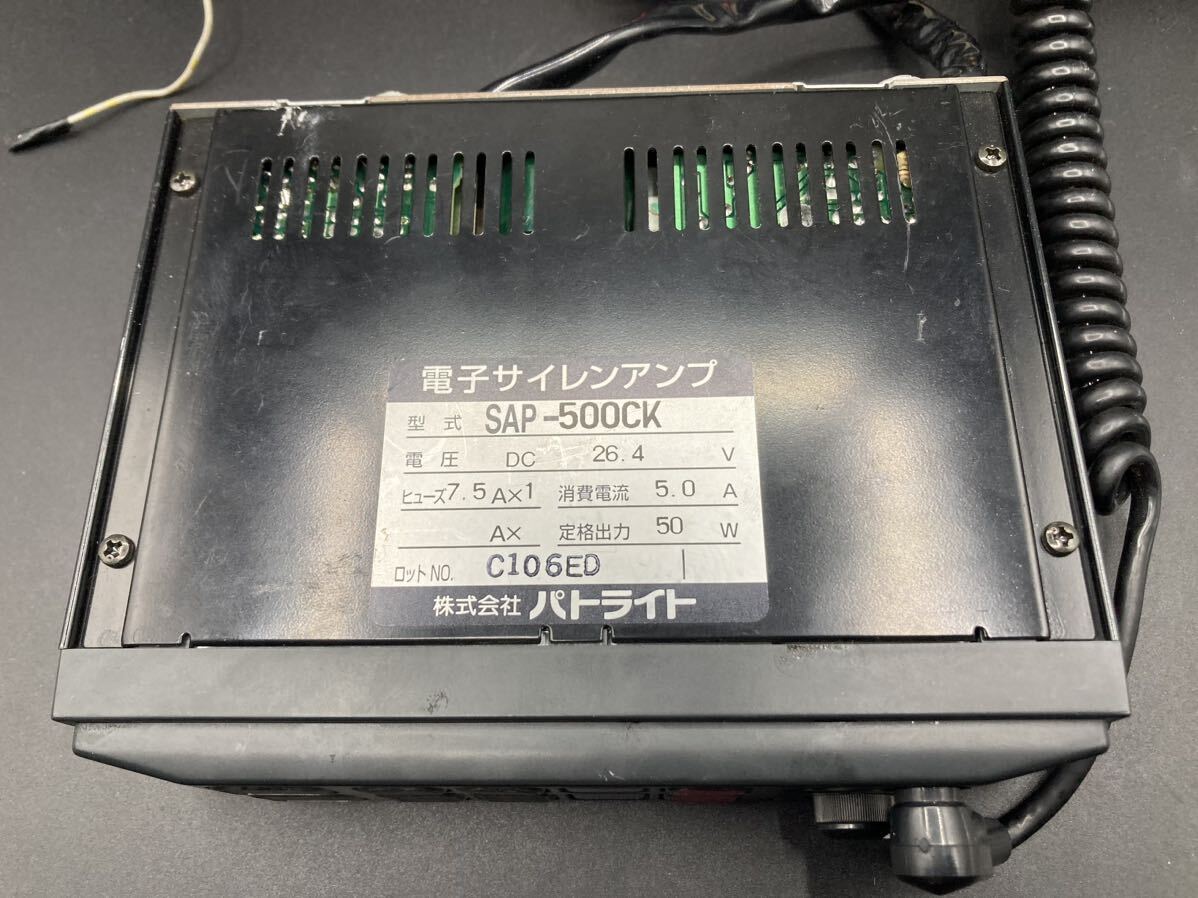 電子サイレンアンプ
型式 SAP-500CK
電圧 DC 26.4 V
ヒューズ 7.5 A×1 消費電流 5.0 A
A× 定格出力 50 W
ロットNO. C106ED
株式会社 パトライト